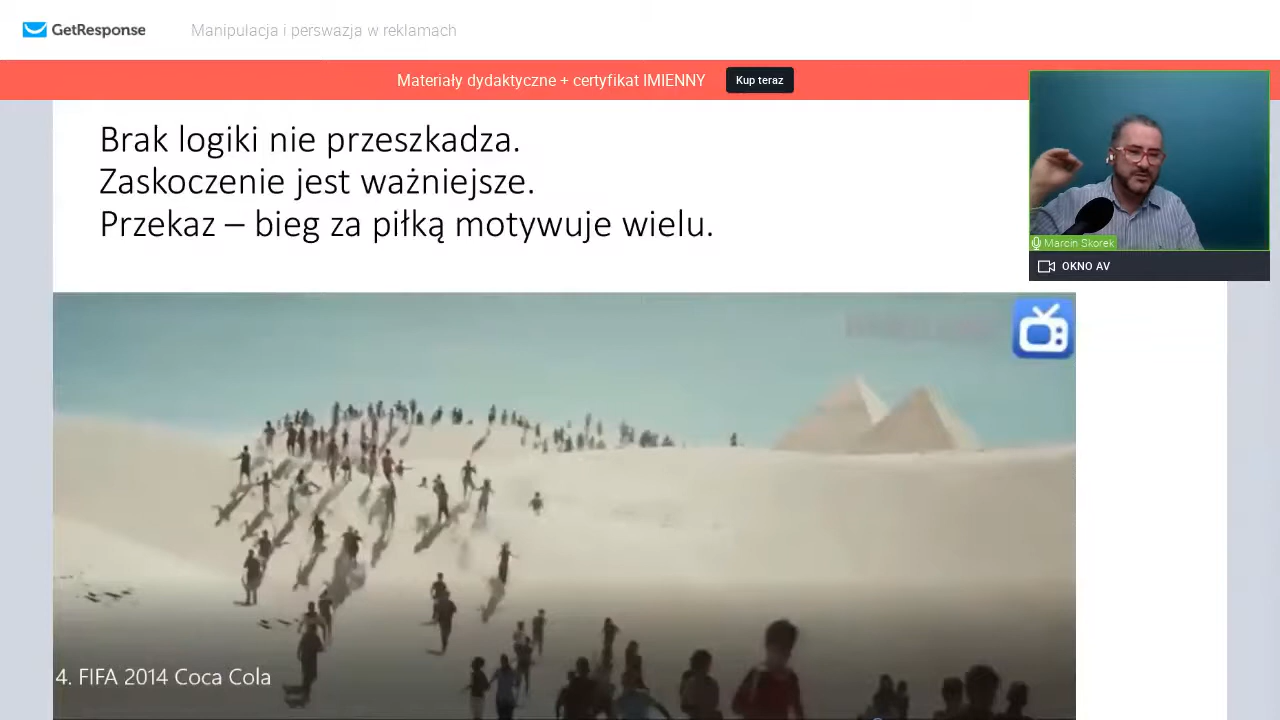 GetResponse
Manipulacja i perswazja w reklamach
Materiały dydaktyczne + certyfikat IMIENNY
Kup teraz
Brak logiki nie przeszkadza.
Zaskoczenie jest ważniejsze.
Przekaz – bieg za piłką motywuje wielu.
Marcin Skorek
OKNO AV
4. FIFA 2014 Coca Cola